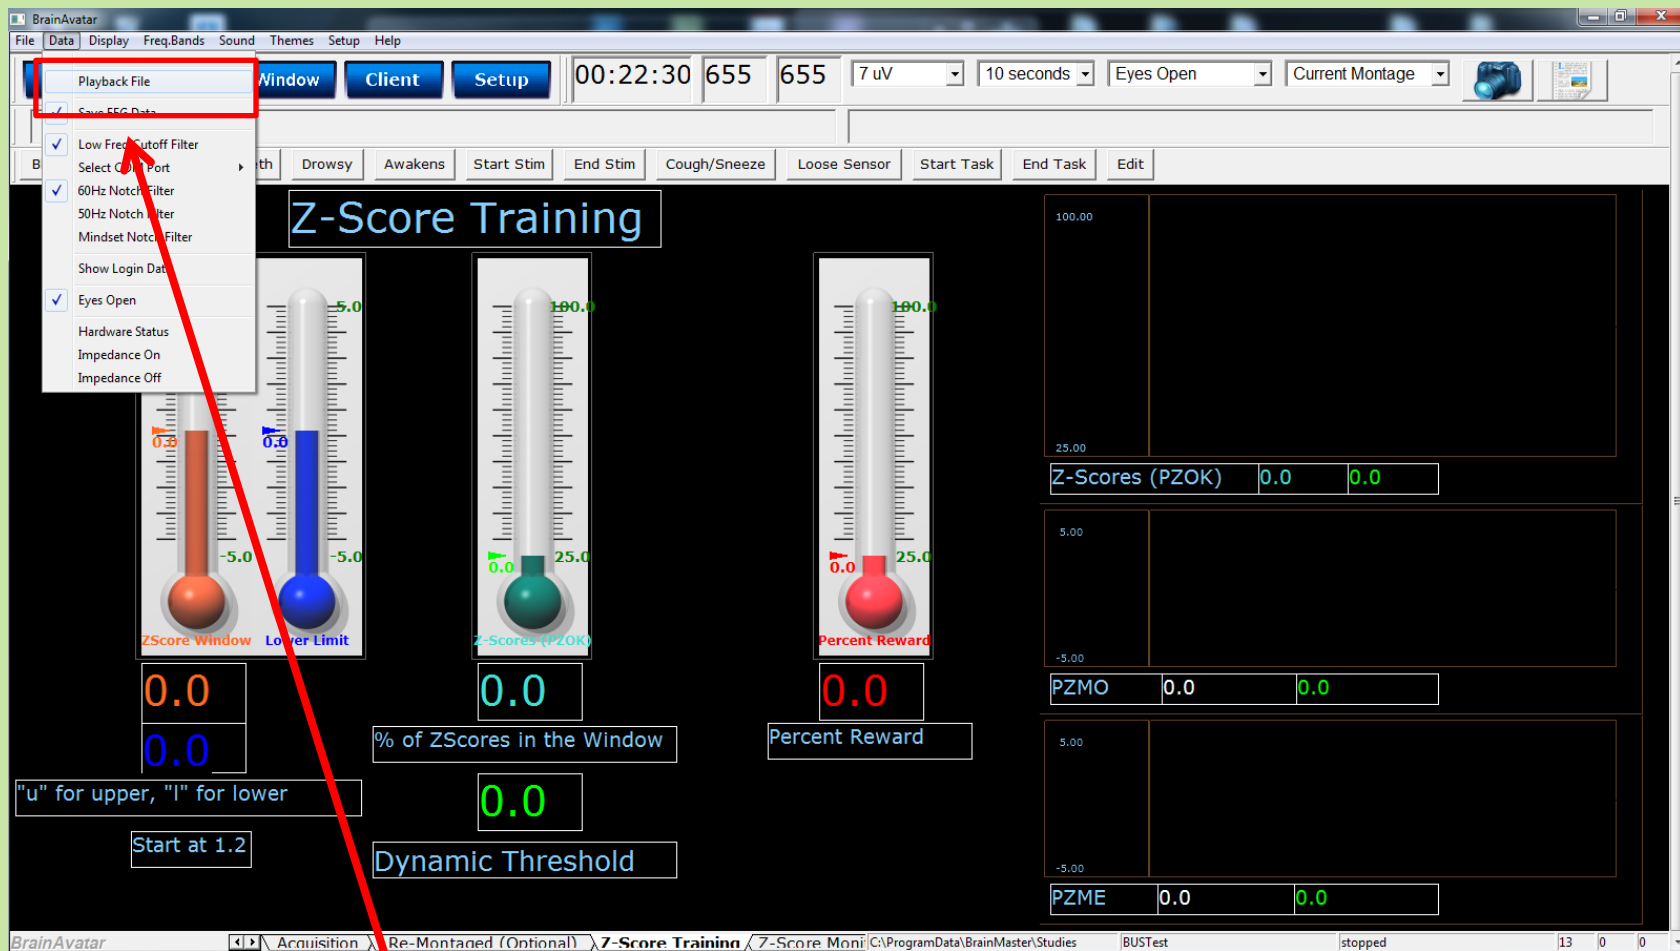 BrainAvatar
File Data Display Freq.Bands Sound Themes Setup Help
Playback File
Save EEG Data
Low Freq Cutoff Filter
Select COM Port
60Hz Notch Filter
50Hz Notch Filter
Mindset Notch Filter
Show Login Data
Eyes Open
Hardware Status
Impedance On
Impedance Off
Window Client Setup 00:22:30 655 655 7 uV 10 seconds Eyes Open Current Montage
Drowsy Awakens Start Stim End Stim Cough/Sneeze Loose Sensor Start Task End Task Edit
Z-Score Training
5.0 100.0 100.0
0.0 0.0
-5.0 -5.0 0.0 25.0 0.0 25.0
ZScore Window Lower Limit Z-Scores (PZOK) Percent Reward
0.0 0.0 0.0
0.0 % of ZScores in the Window Percent Reward
"u" for upper, "l" for lower 0.0
Start at 1.2 Dynamic Threshold
100.00
25.00
Z-Scores (PZOK) 0.0 0.0
5.00
-5.00
PZMO 0.0 0.0
5.00
-5.00
PZME 0.0 0.0
BrainAvatar Acquisition Re-Montaged (Optional) Z-Score Training Z-Score Moni C:\ProgramData\BrainMaster\Studies BUSTest stopped 13 0 0